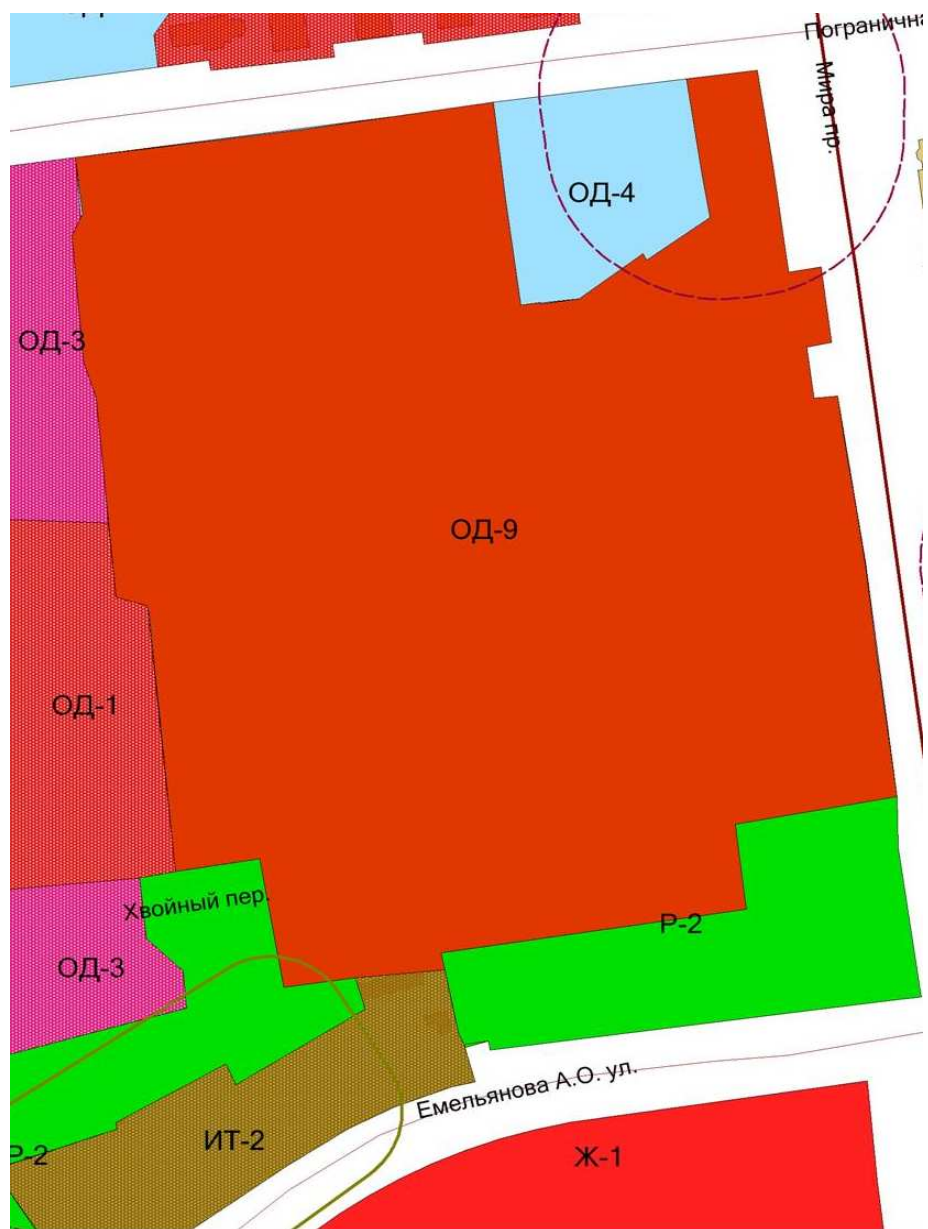 Погранична
Мира пр.
ОД-4
ОД-3
ОД-9
ОД-1
Хвойный пер.
Р-2
ОД-3
Емельянова А.О. ул.
ИТ-2
Р-2
Ж-1